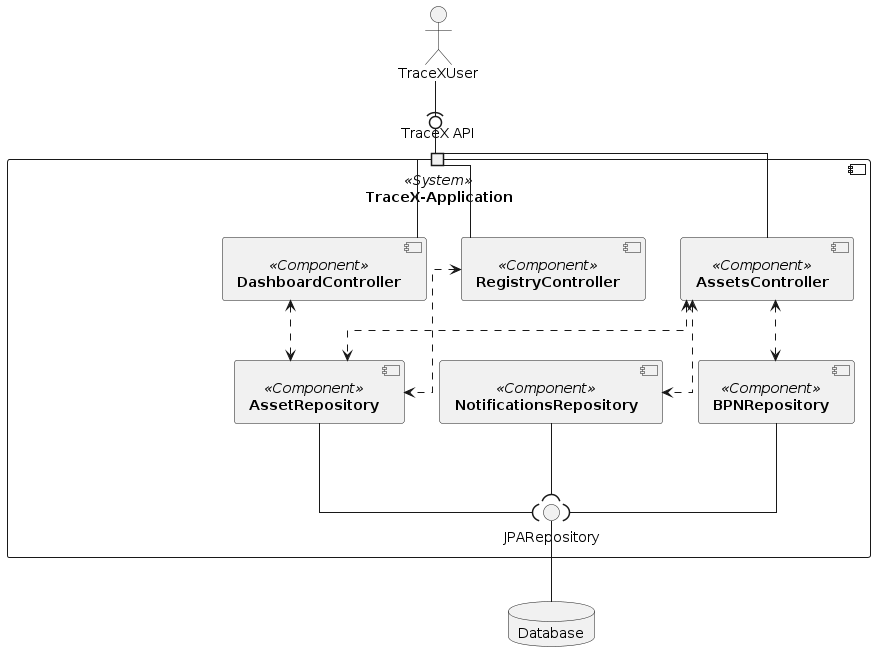 TraceXUser
TraceX API
«System»
TraceX-Application
«Component»
DashboardController
«Component»
RegistryController
«Component»
AssetsController
«Component»
AssetRepository
«Component»
NotificationsRepository
«Component»
BPNRepository
JPARepository
Database